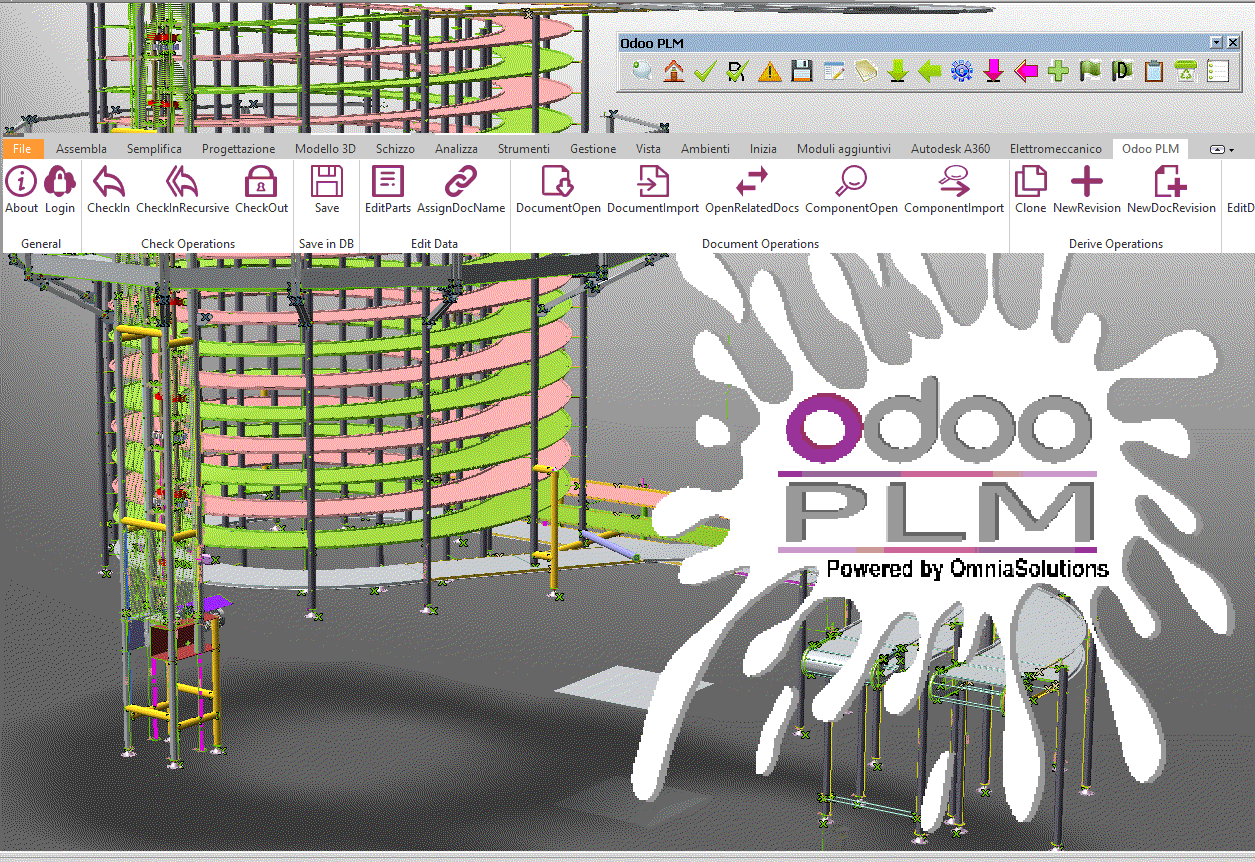 Odoo PLM
File Assembla Semplifica Progettazione Modello 3D Schizzo Analizza Strumenti Gestione Vista Ambienti Inizia Moduli aggiuntivi Autodesk A360 Elettromeccanico Odoo PLM
About Login CheckIn CheckInRecursive CheckOut Save EditParts AssignDocName DocumentOpen DocumentImport OpenRelatedDocs ComponentOpen ComponentImport Clone NewRevision NewDocRevision EditD
General Check Operations Save in DB Edit Data Document Operations Derive Operations
odoo
PLM
Powered by OmniaSolutions